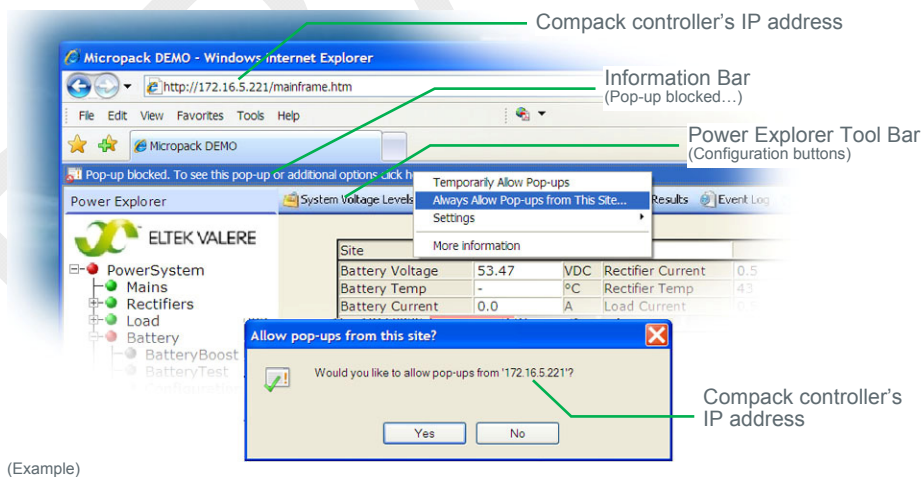 Compack controller's IP address
Micropack DEMO - Windows Internet Explorer
http://172.16.5.221/mainframe.htm
Information Bar
(Pop-up blocked…)
File Edit View Favorites Tools Help
Micropack DEMO
Power Explorer Tool Bar
(Configuration buttons)
Pop-up blocked. To see this pop-up or additional options click
Temporarily Allow Pop-ups
Always Allow Pop-ups from This Site...
Settings
More information
Power Explorer
System Voltage Levels
Results
Event Log
ELTEK VALERE
Site
PowerSystem
Battery Voltage 53.47 VDC Rectifier Current 0.5
Mains
Battery Temp - °C Rectifier Temp 43
Rectifiers
Battery Current 0.0 A Load Current 0.5
Load
Battery
BatteryBoost
BatteryTest
Configuration
Allow pop-ups from this site?
Would you like to allow pop-ups from '172.16.5.221'?
Yes No
Compack controller's
IP address
(Example)